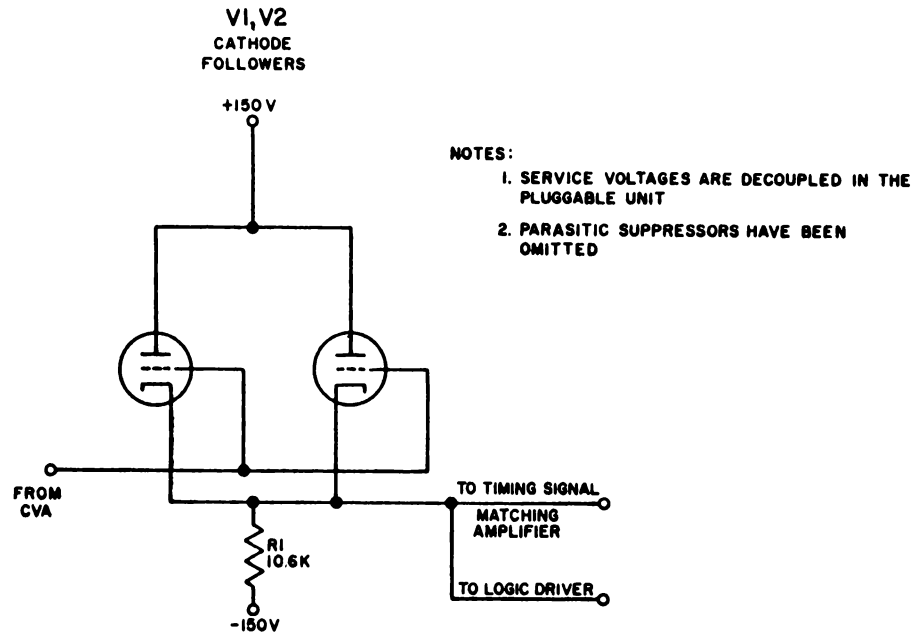 V1, V2
CATHODE
FOLLOWERS
+150 V
NOTES:
1. SERVICE VOLTAGES ARE DECOUPLED IN THE
PLUGGABLE UNIT
2. PARASITIC SUPPRESSORS HAVE BEEN
OMITTED
FROM
CVA
TO TIMING SIGNAL
MATCHING
AMPLIFIER
R1
10.6K
TO LOGIC DRIVER
-150V